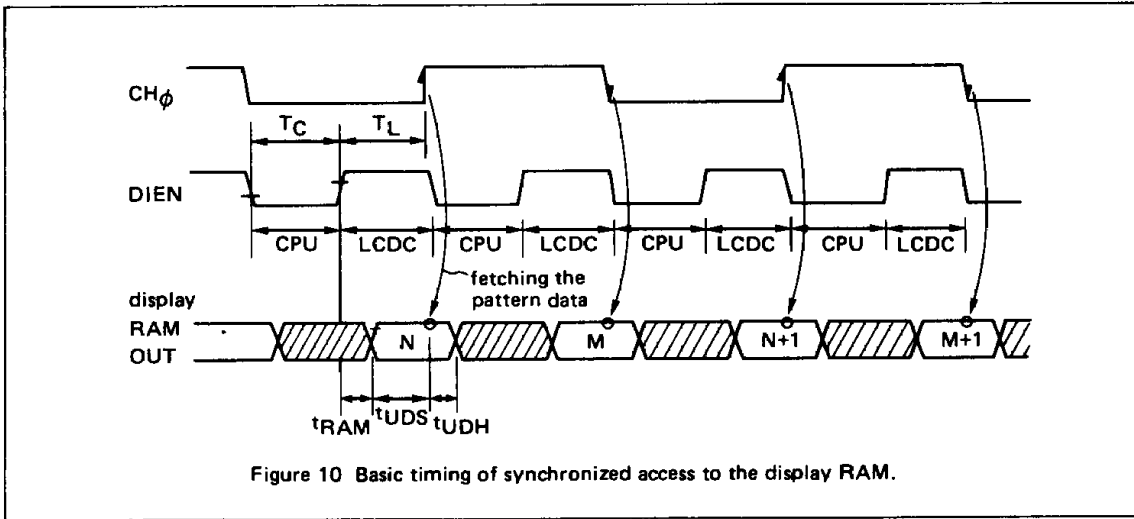 CHφ
TC TL
DIEN
CPU LCDC CPU LCDC CPU LCDC CPU LCDC
fetching the
pattern data
display
RAM
OUT
N M N+1 M+1
tRAM tUDS tUDH
Figure 10 Basic timing of synchronized access to the display RAM.